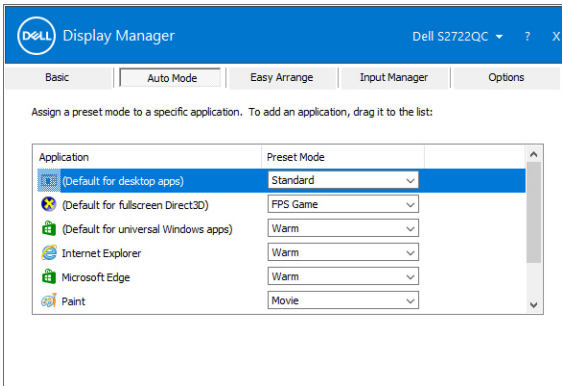 DELL Display Manager Dell S2722QC ? X
Basic Auto Mode Easy Arrange Input Manager Options
Assign a preset mode to a specific application. To add an application, drag it to the list:
Application Preset Mode
(Default for desktop apps) Standard
(Default for fullscreen Direct3D) FPS Game
(Default for universal Windows apps) Warm
Internet Explorer Warm
Microsoft Edge Warm
Paint Movie